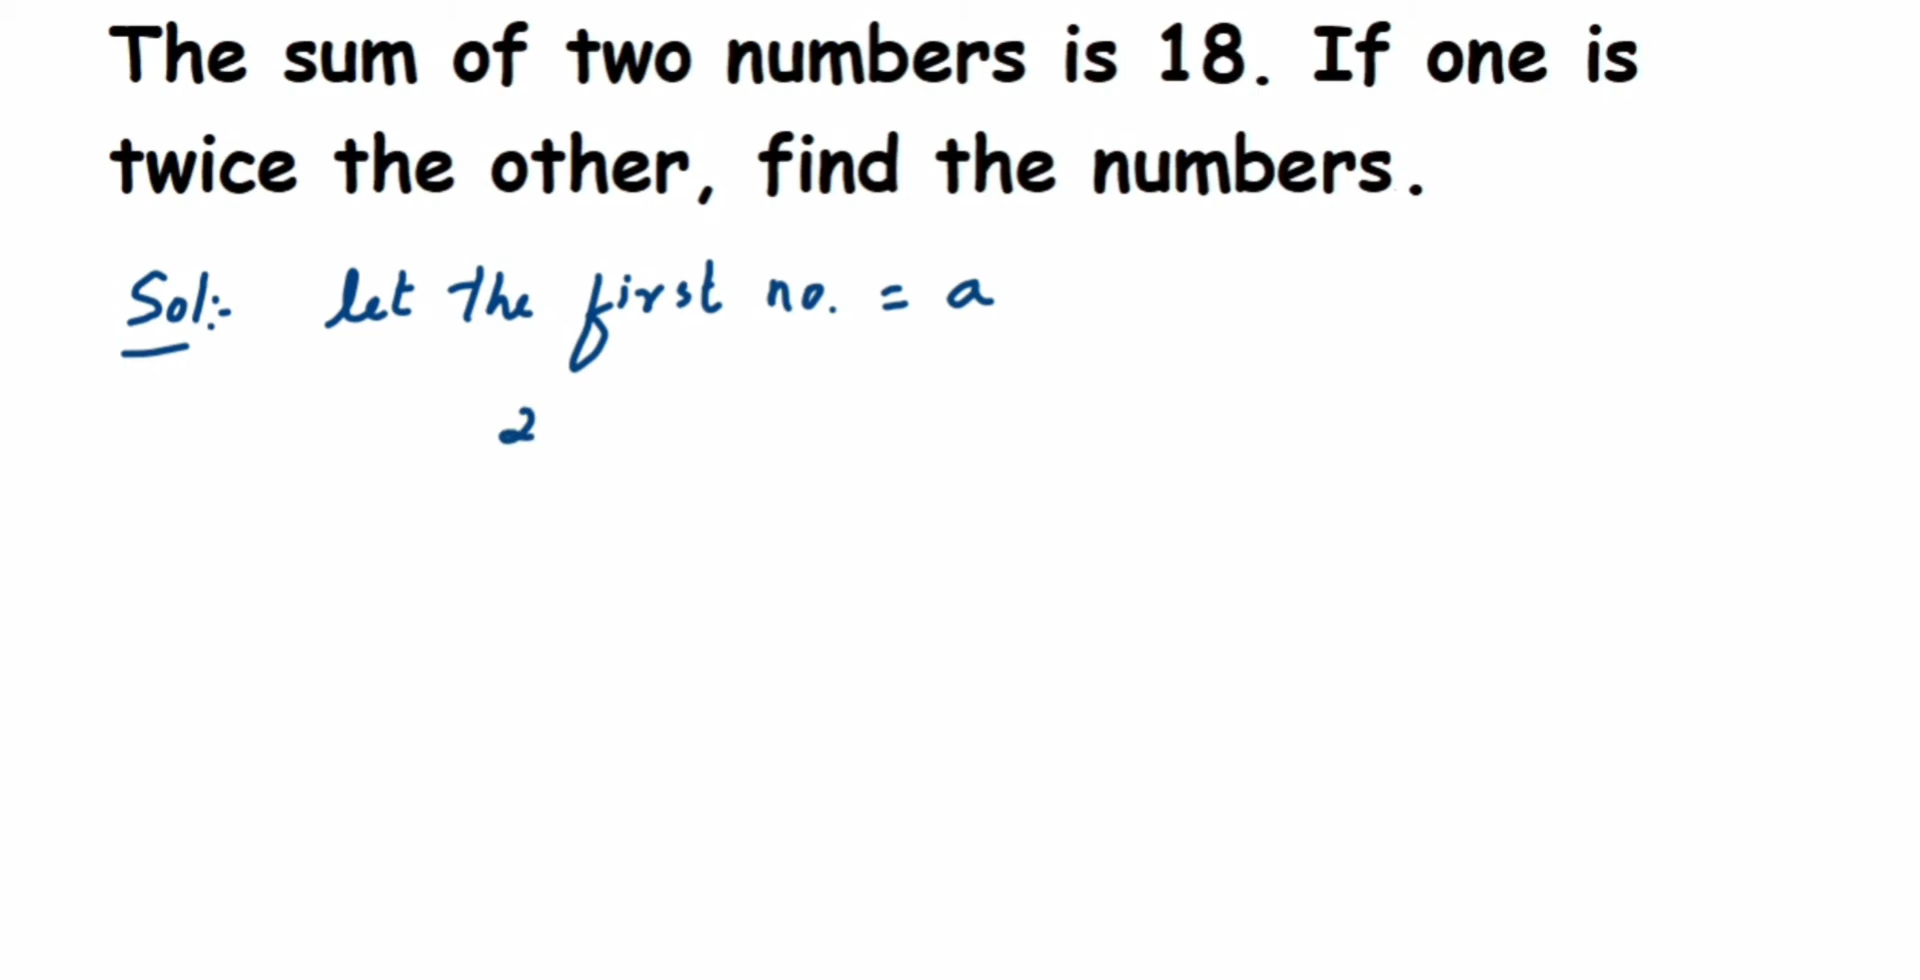 The sum of two numbers is 18. If one is
twice the other, find the numbers.
Sol:- let the first no. = a
2